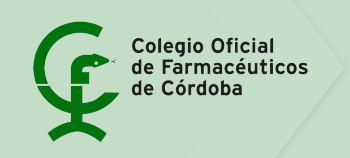 Colegio Oficial
de Farmacéuticos
de Córdoba